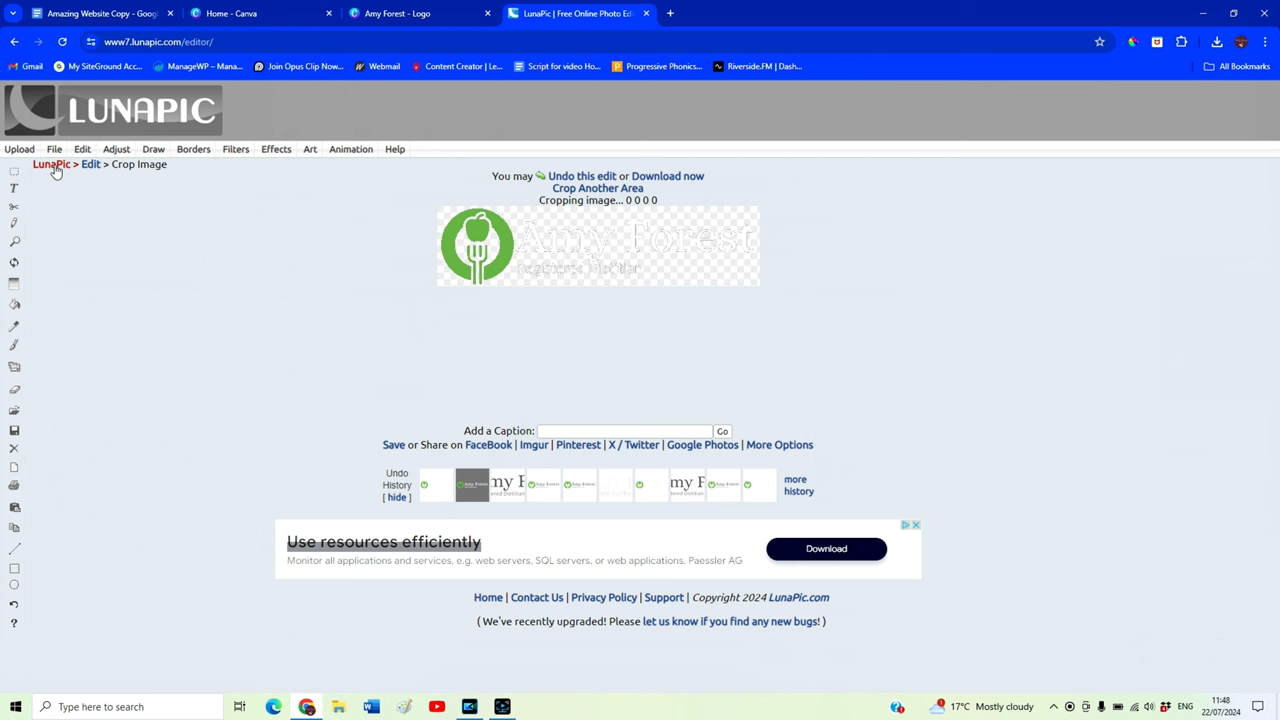 Amazing Website Copy - Goog
Home - Canva
Amy Forest - Logo
LunaPic | Free Online Photo Edi
www7.lunapic.com/editor/
Gmail
My SiteGround Acc...
ManageWP – Mana...
Join Opus Clip Now...
Webmail
Content Creator | Le...
Script for video Ho...
Progressive Phonics...
Riverside.FM | Dash...
All Bookmarks
LUNAPIC
Upload File Edit Adjust Draw Borders Filters Effects Art Animation Help
LunaPic > Edit > Crop Image
You may Undo this edit or Download now
Crop Another Area
Cropping image... 0 0 0 0
Amy Forest
Registered Dietitian
Add a Caption: Go
Save or Share on FaceBook | Imgur | Pinterest | X / Twitter | Google Photos | More Options
Undo
History
[ hide ]
my F
ered Dietitian
more
history
Use resources efficiently
Monitor all applications and services, e.g. web servers, SQL servers, or web applications. Paessler AG
Download
Home | Contact Us | Privacy Policy | Support | Copyright 2024 LunaPic.com
( We've recently upgraded! Please let us know if you find any new bugs! )
Type here to search
17°C Mostly cloudy
ENG
11:48
22/07/2024